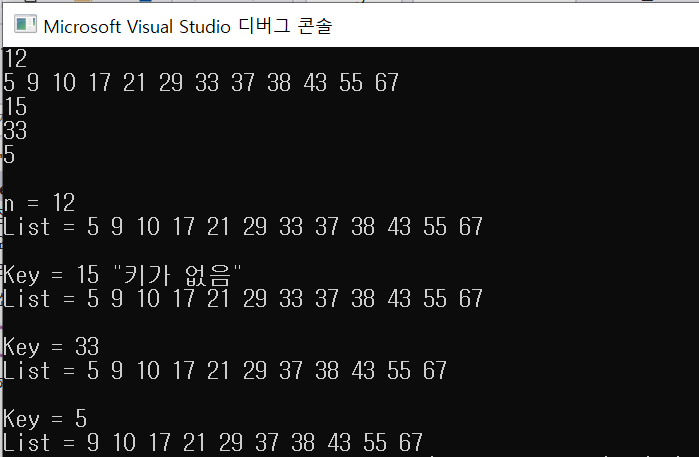 Microsoft Visual Studio 디버그 콘솔
12
5 9 10 17 21 29 33 37 38 43 55 67
15
33
5
n = 12
List = 5 9 10 17 21 29 33 37 38 43 55 67
Key = 15 "키가 없음"
List = 5 9 10 17 21 29 33 37 38 43 55 67
Key = 33
List = 5 9 10 17 21 29 37 38 43 55 67
Key = 5
List = 9 10 17 21 29 37 38 43 55 67